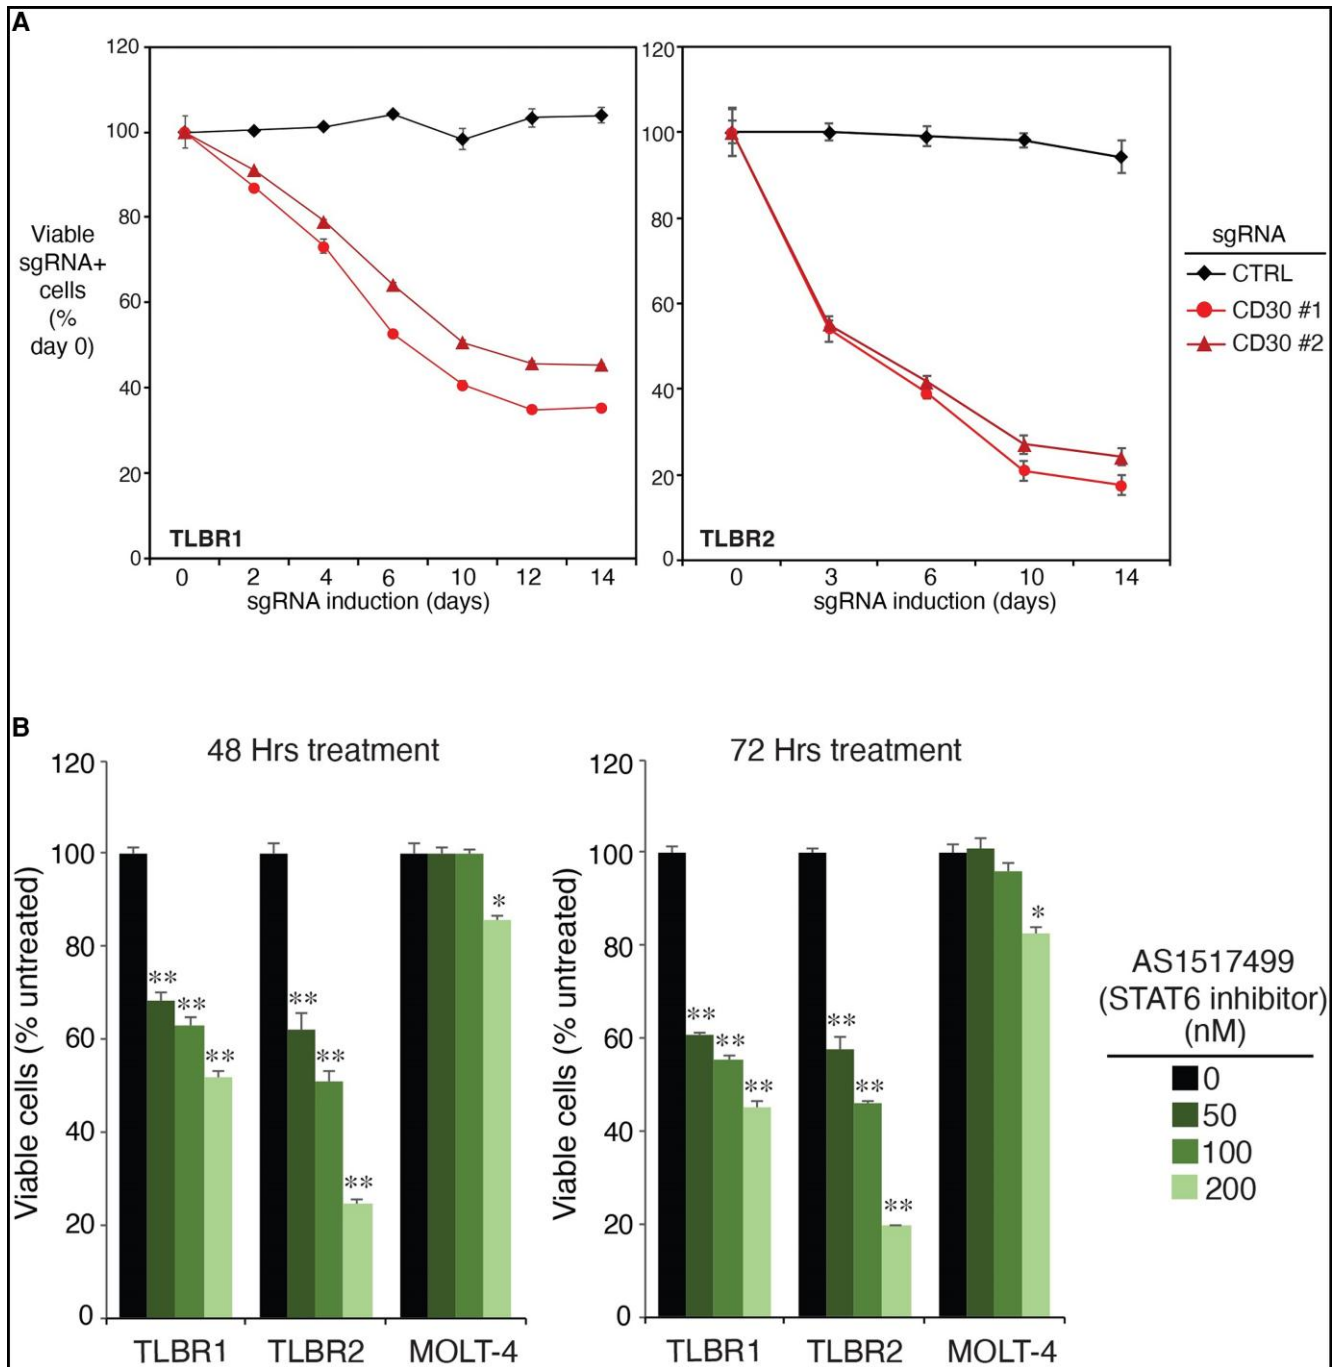 A
120
100
80
60
40
20
0
Viable
sgRNA+
cells
(%
day 0)
TLBR1
0 2 4 6 10 12 14
sgRNA induction (days)
120
100
80
60
40
20
0
TLBR2
0 3 6 10 14
sgRNA induction (days)
sgRNA
CTRL
CD30 #1
CD30 #2
B
48 Hrs treatment
Viable cells (% untreated)
120
100
80
60
40
20
0
** ** **
** ** **
*
TLBR1 TLBR2 MOLT-4
72 Hrs treatment
Viable cells (% untreated)
120
100
80
60
40
20
0
** ** **
** ** **
*
TLBR1 TLBR2 MOLT-4
AS1517499
(STAT6 inhibitor)
(nM)
0
50
100
200